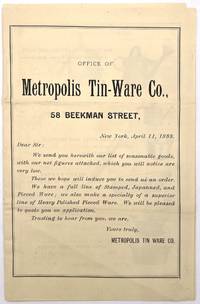 OFFICE OF
Metropolis Tin-Ware Co.,
58 BEEKMAN STREET,
New York, April 11, 1889.
Dear Sir:
We send you herewith our list of seasonable goods,
with our net figures attached, which you will notice are
very low.
These we hope will induce you to send us an order.
We have a full line of Stamped, Japanned, and
Pieced Ware; we also make a specialty of a superior
line of Heavy Polished Pieced Ware. We will be pleased
to quote you on application.
Trusting to hear from you, we are,
Yours truly,
METROPOLIS TIN WARE CO.